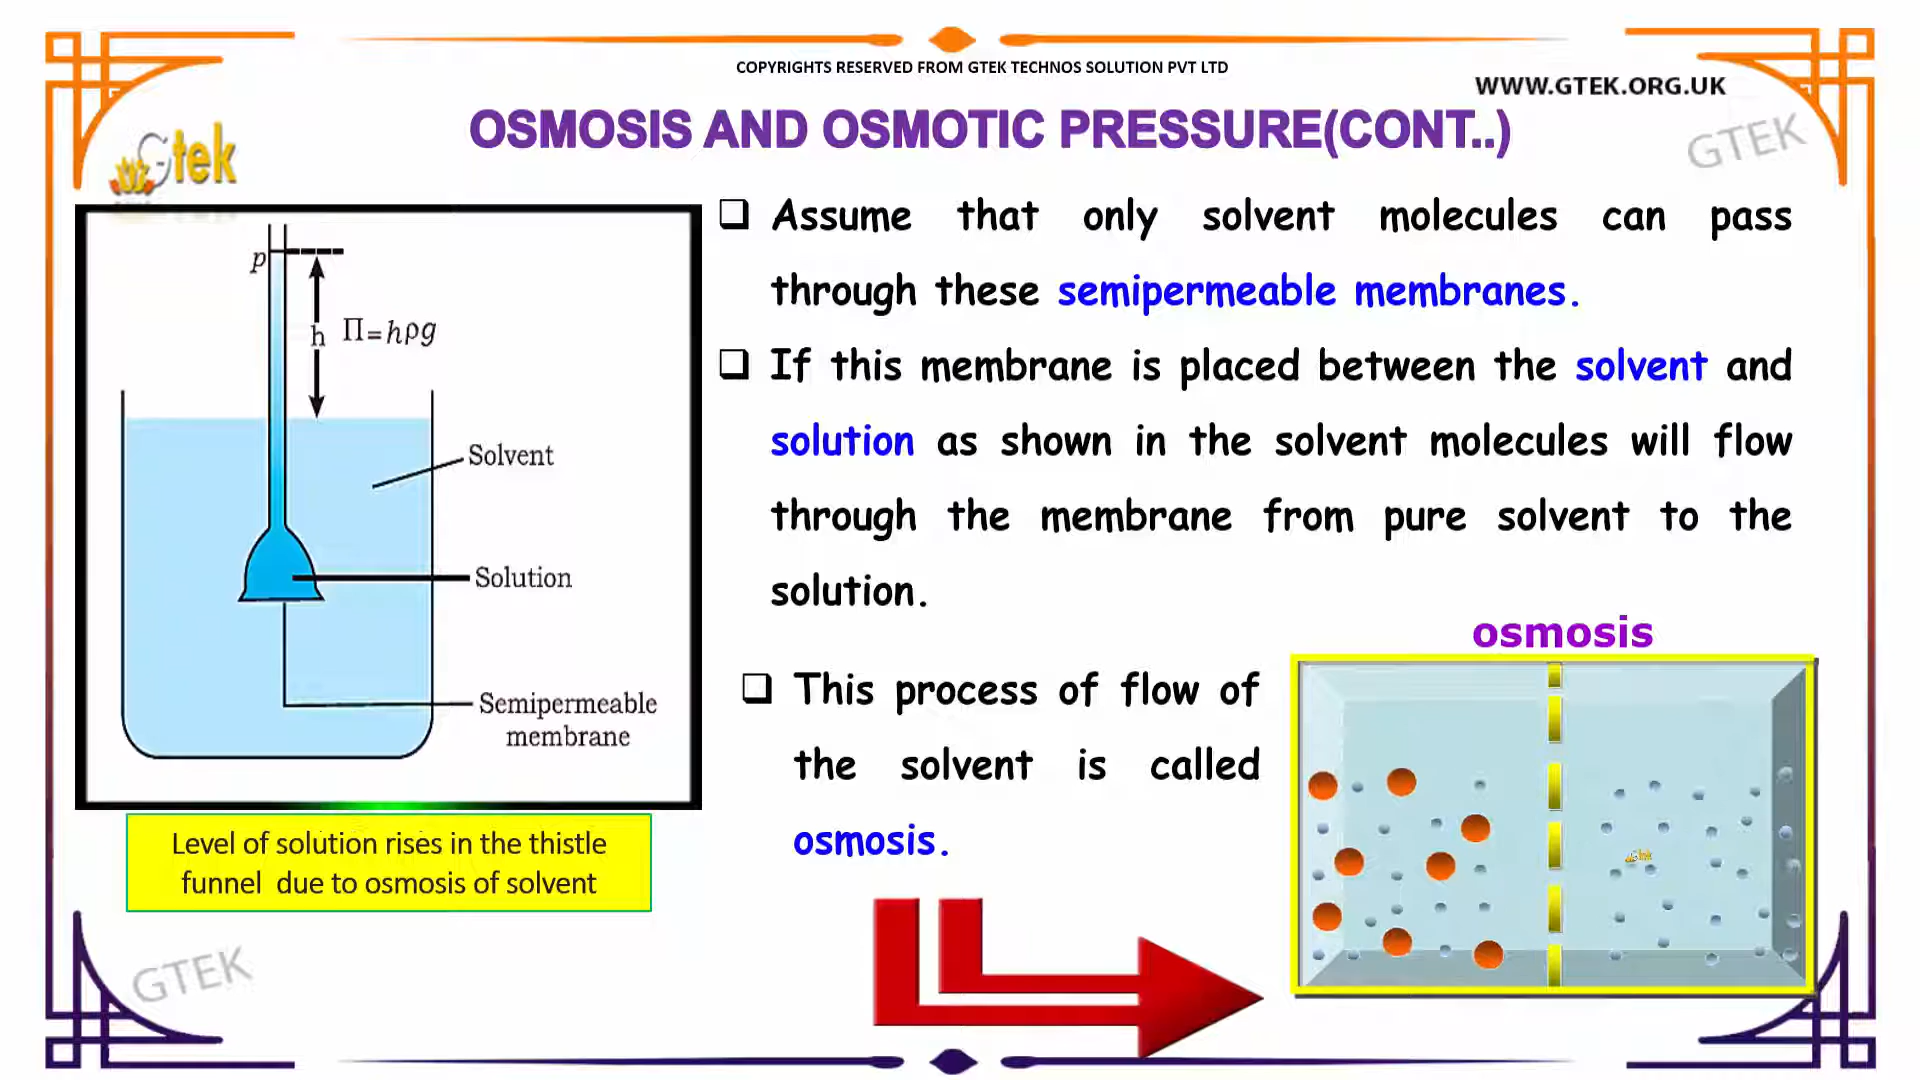 COPYRIGHTS RESERVED FROM GTEK TECHNOS SOLUTION PVT LTD
WWW.GTEK.ORG.UK
Gtek
OSMOSIS AND OSMOTIC PRESSURE(CONT..)
GTEK
Assume that only solvent molecules can pass
through these semipermeable membranes.
If this membrane is placed between the solvent and
solution as shown in the solvent molecules will flow
through the membrane from pure solvent to the
solution.
This process of flow of
the solvent is called
osmosis.
p
h Π=hρg
Solvent
Solution
Semipermeable
membrane
Level of solution rises in the thistle
funnel due to osmosis of solvent
osmosis
GTEK